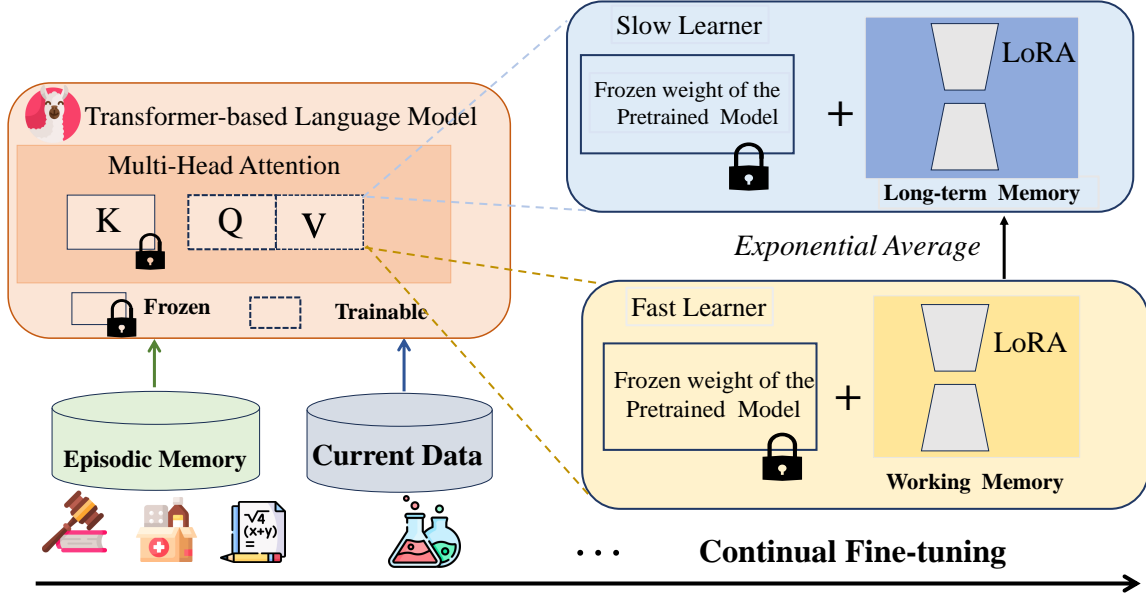 Transformer-based Language Model
Multi-Head Attention
K
Q
V
Frozen
Trainable
Episodic Memory
Current Data
√4
(x+y)
=
Slow Learner
Frozen weight of the
Pretrained Model
+
LoRA
Long-term Memory
Exponential Average
Fast Learner
Frozen weight of the
Pretrained Model
+
LoRA
Working Memory
...
Continual Fine-tuning